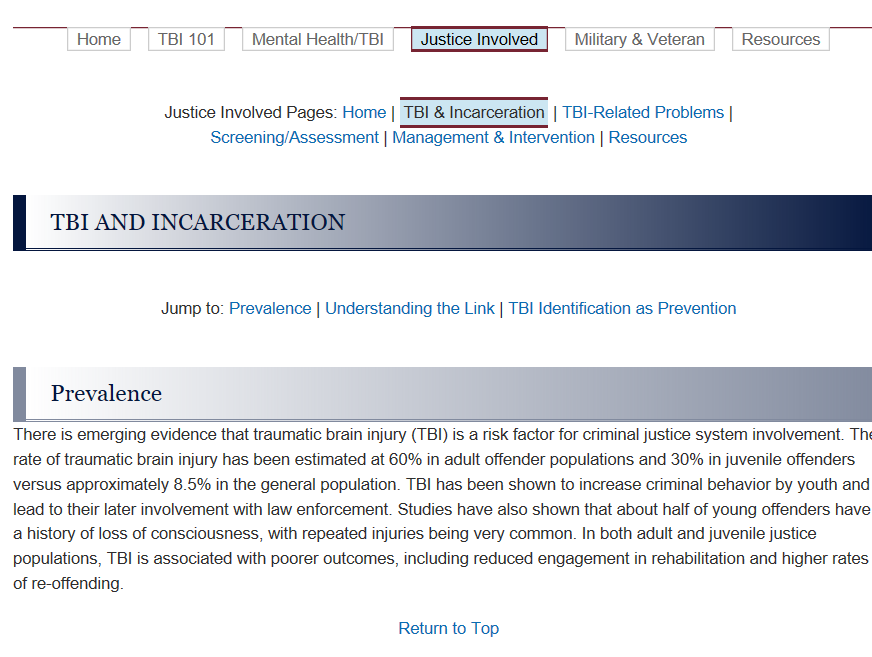 Home TBI 101 Mental Health/TBI Justice Involved Military & Veteran Resources
Justice Involved Pages: Home | TBI & Incarceration | TBI-Related Problems |
Screening/Assessment | Management & Intervention | Resources
TBI AND INCARCERATION
Jump to: Prevalence | Understanding the Link | TBI Identification as Prevention
Prevalence
There is emerging evidence that traumatic brain injury (TBI) is a risk factor for criminal justice system involvement. The
rate of traumatic brain injury has been estimated at 60% in adult offender populations and 30% in juvenile offenders
versus approximately 8.5% in the general population. TBI has been shown to increase criminal behavior by youth and
lead to their later involvement with law enforcement. Studies have also shown that about half of young offenders have
a history of loss of consciousness, with repeated injuries being very common. In both adult and juvenile justice
populations, TBI is associated with poorer outcomes, including reduced engagement in rehabilitation and higher rates
of re-offending.
Return to Top